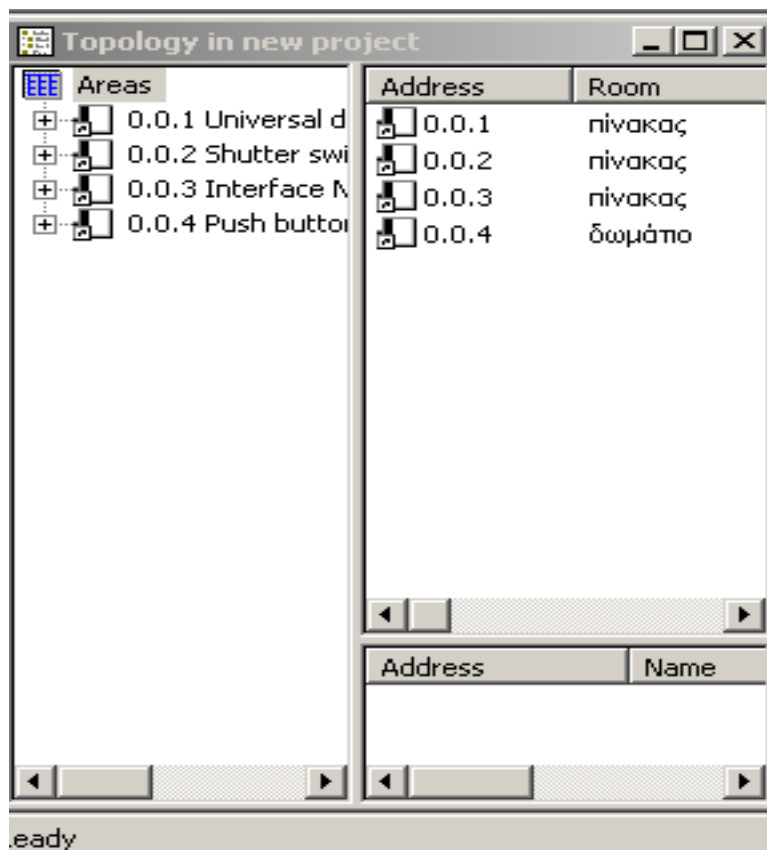 Topology in new project
Areas
0.0.1 Universal d
0.0.2 Shutter swi
0.0.3 Interface
0.0.4 Push button
Address Room
0.0.1 πίνακας
0.0.2 πίνακας
0.0.3 πίνακας
0.0.4 δωμάτιο
Address Name
eady